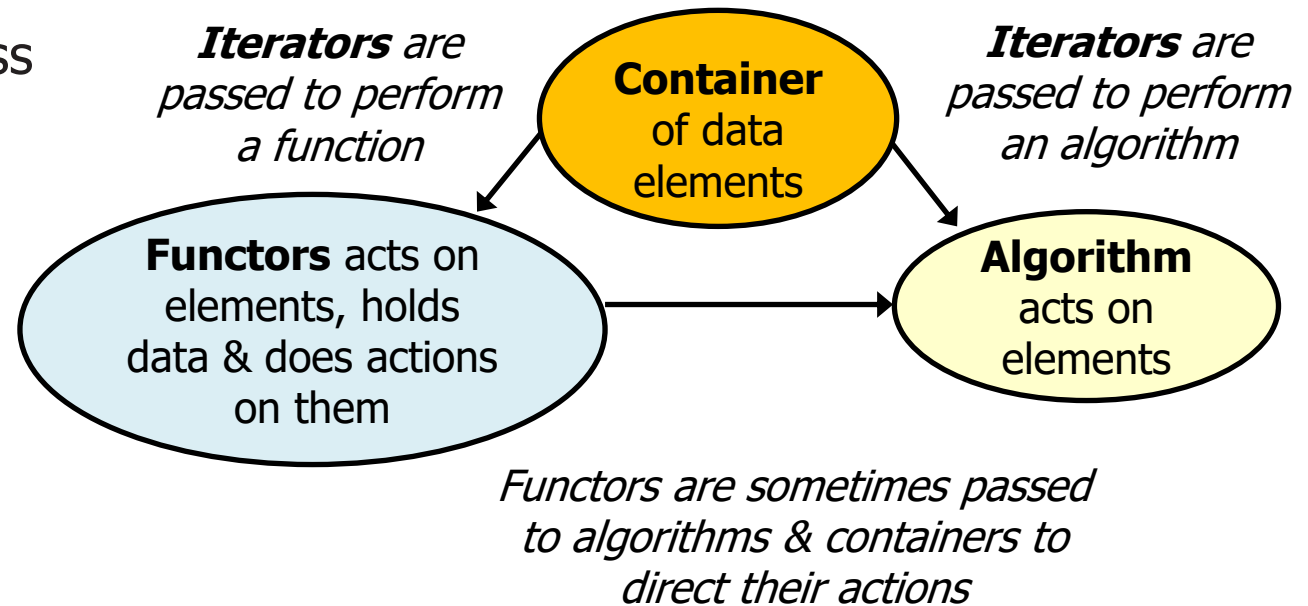 ss
Iterators are
passed to perform
a function
Container
of data
elements
Iterators are
passed to perform
an algorithm
Functors acts on
elements, holds
data & does actions
on them
Algorithm
acts on
elements
Functors are sometimes passed
to algorithms & containers to
direct their actions